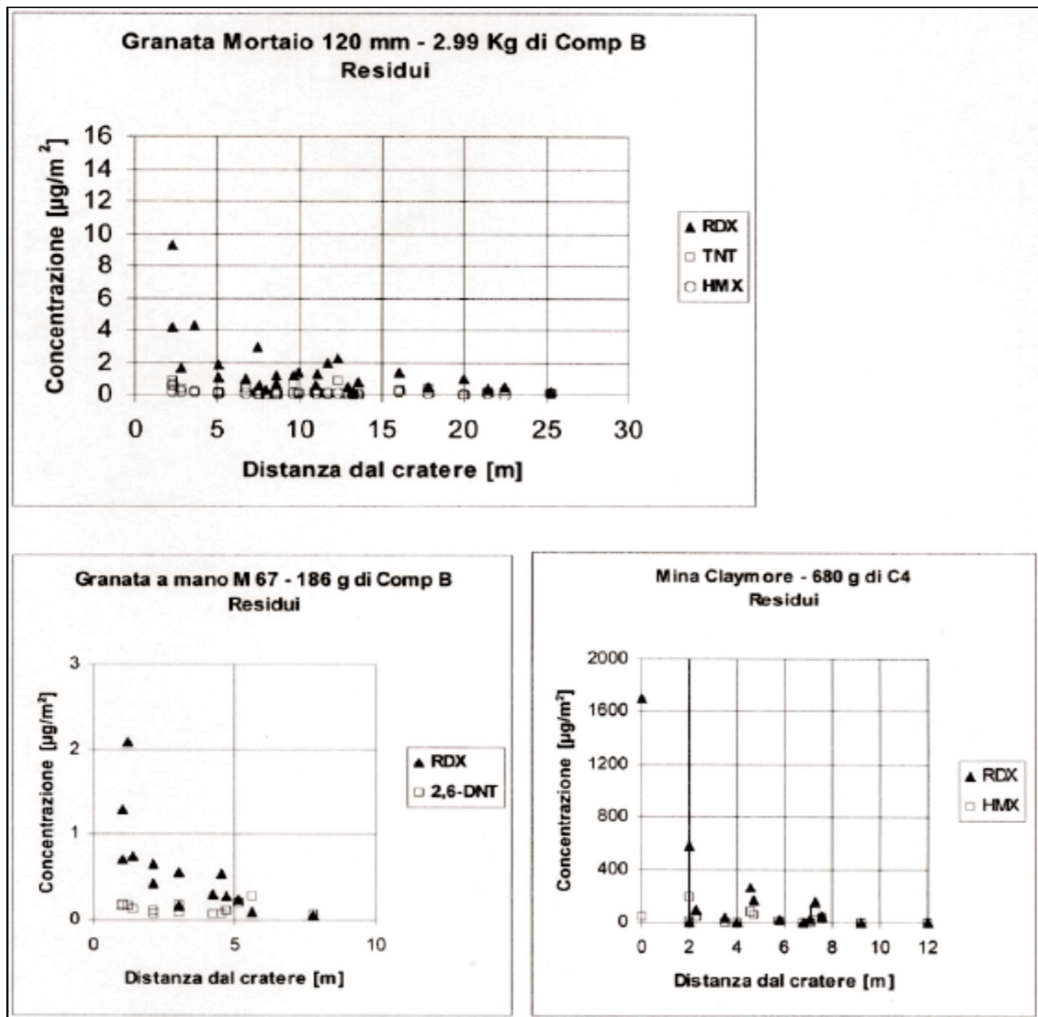 Granata Mortaio 120 mm - 2.99 Kg di Comp B
Residui
Concentrazione [µg/m²]
16
14
12
10
8
6
4
2
0
0 5 10 15 20 25 30
Distanza dal cratere [m]
RDX
TNT
HMX
Granata a mano M 67 - 186 g di Comp B
Residui
Concentrazione [µg/m²]
3
2
1
0
0 5 10
Distanza dal cratere [m]
RDX
2,6-DNT
Mina Claymore - 680 g di C4
Residui
Concentrazione [µg/m²]
2000
1600
1200
800
400
0
0 2 4 6 8 10 12
Distanza dal cratere [m]
RDX
HMX